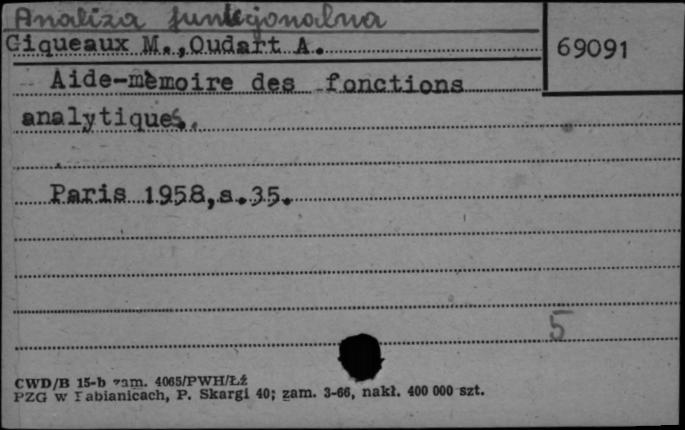 Analiza funkcjonalna
Giqueaux M.,Oudart A.
69091
Aide-mèmoire des fonctions
analytiques.
Paris 1958,s.35.
5
CWD/B 15-b zam. 4065/PWH/Łź
PZG w Pabianicach, P. Skargi 40; zam. 3-66, nakł. 400 000 szt.